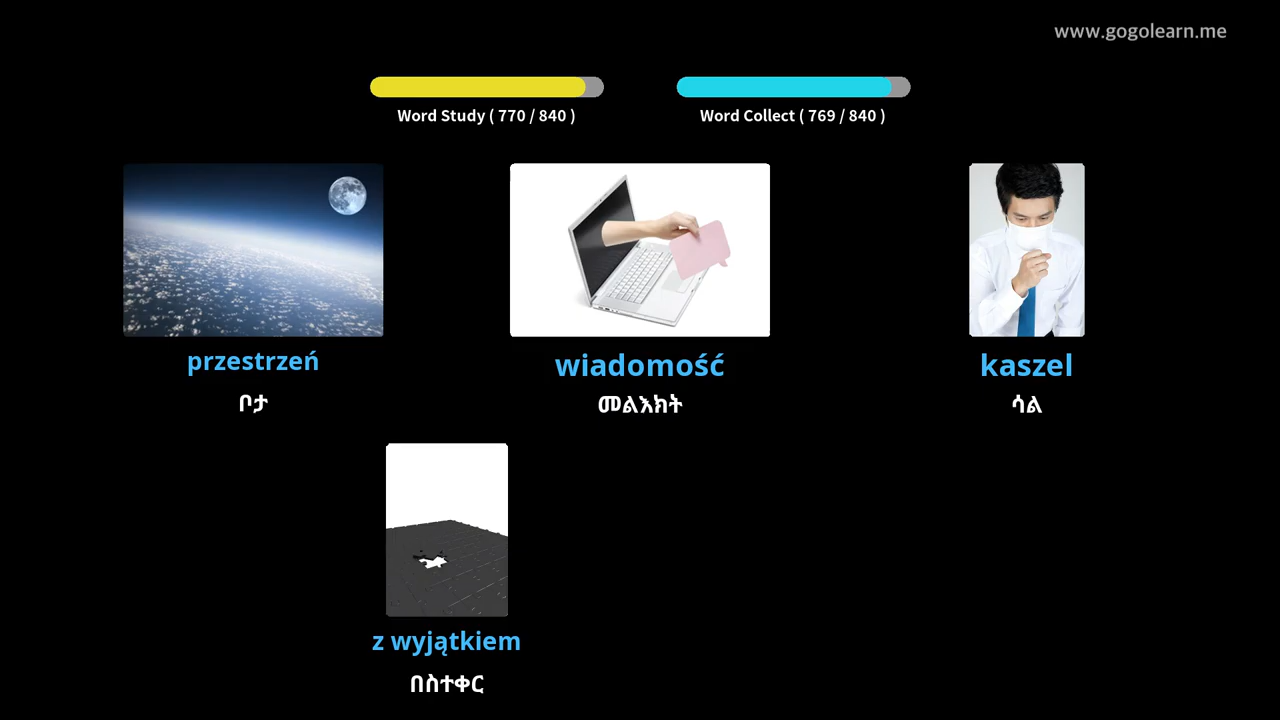 www.gogolearn.me
Word Study ( 770 / 840 )
Word Collect ( 769 / 840 )
przestrzeń
ቦታ
wiadomość
መልእክት
kaszel
ሳል
z wyjątkiem
በስተቀር